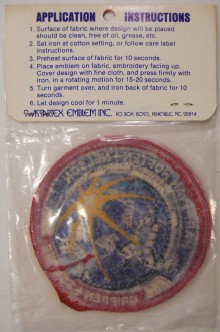 APPLICATION INSTRUCTIONS
1. Surface of fabric where design will be placed
should be clean, free of oil, grease, etc.
2. Set iron at cotton setting, or follow care label
instructions.
3. Preheat surface of fabric for 10 seconds.
4. Place emblem on fabric, embroidery facing up.
Cover design with fine cloth, and press firmly with
iron, in a rotating motion for 15-20 seconds.
5. Turn garment over, and iron back of fabric for 10
seconds.
6. Let design cool for 1 minute.
EMBLEM INC.
P.O. BOX 8050, 28814
CRIPPEN